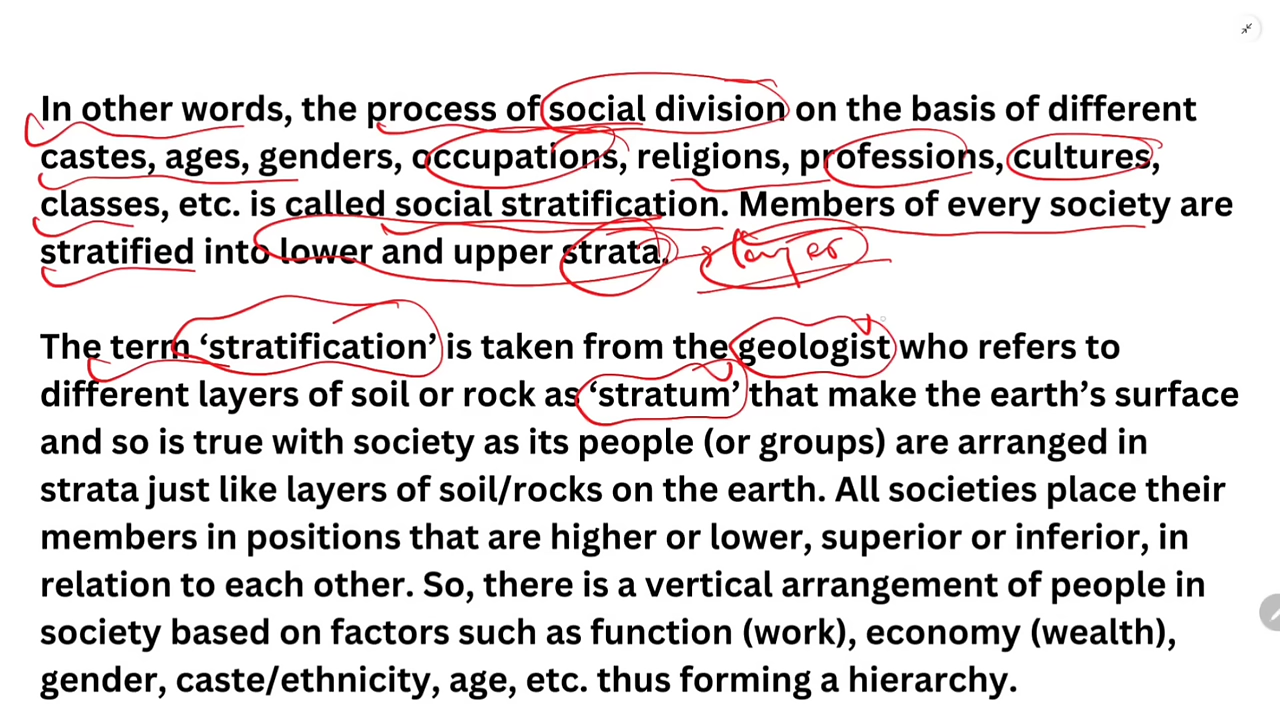 In other words, the process of social division on the basis of different
castes, ages, genders, occupations, religions, professions, cultures,
classes, etc. is called social stratification. Members of every society are
stratified into lower and upper strata. layer
The term ‘stratification’ is taken from the geologist who refers to
different layers of soil or rock as ‘stratum’ that make the earth’s surface
and so is true with society as its people (or groups) are arranged in
strata just like layers of soil/rocks on the earth. All societies place their
members in positions that are higher or lower, superior or inferior, in
relation to each other. So, there is a vertical arrangement of people in
society based on factors such as function (work), economy (wealth),
gender, caste/ethnicity, age, etc. thus forming a hierarchy.